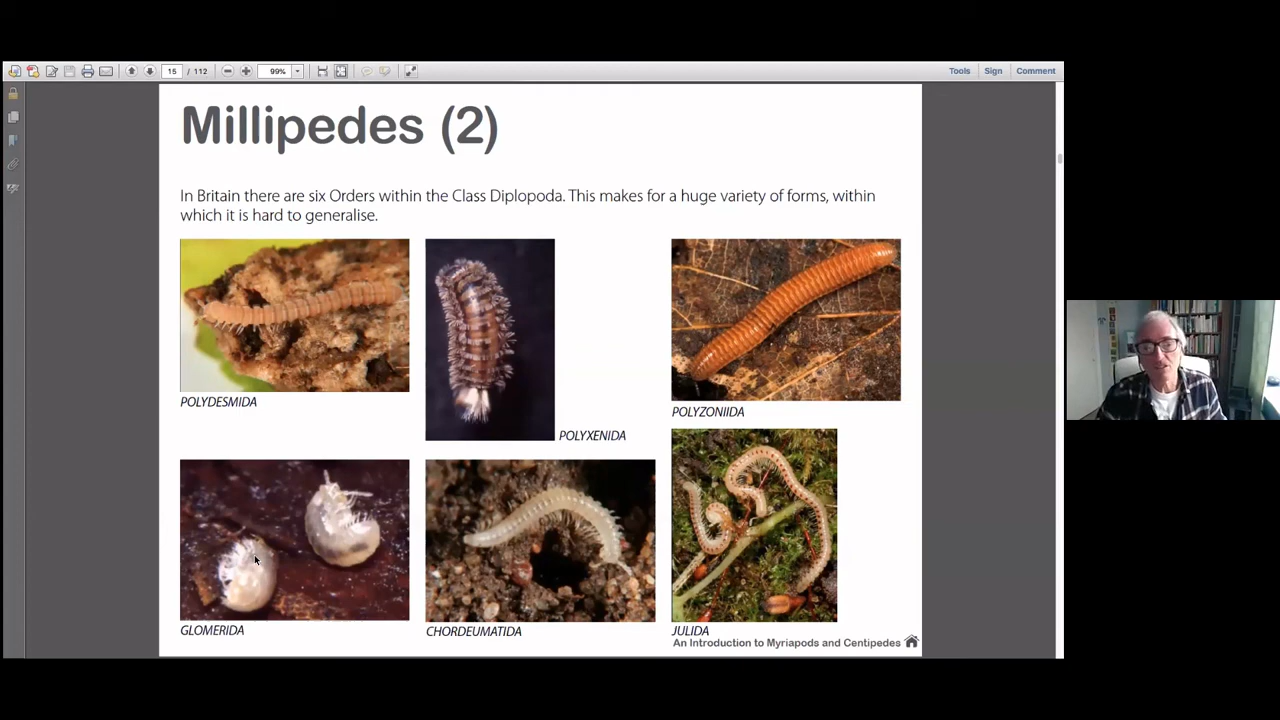 15 / 112
99%
Tools Sign Comment
Millipedes (2)
In Britain there are six Orders within the Class Diplopoda. This makes for a huge variety of forms, within
which it is hard to generalise.
POLYDESMIDA
POLYXENIDA
POLYZONIIDA
GLOMERIDA
CHORDEUMATIDA
JULIDA
An Introduction to Myriapods and Centipedes